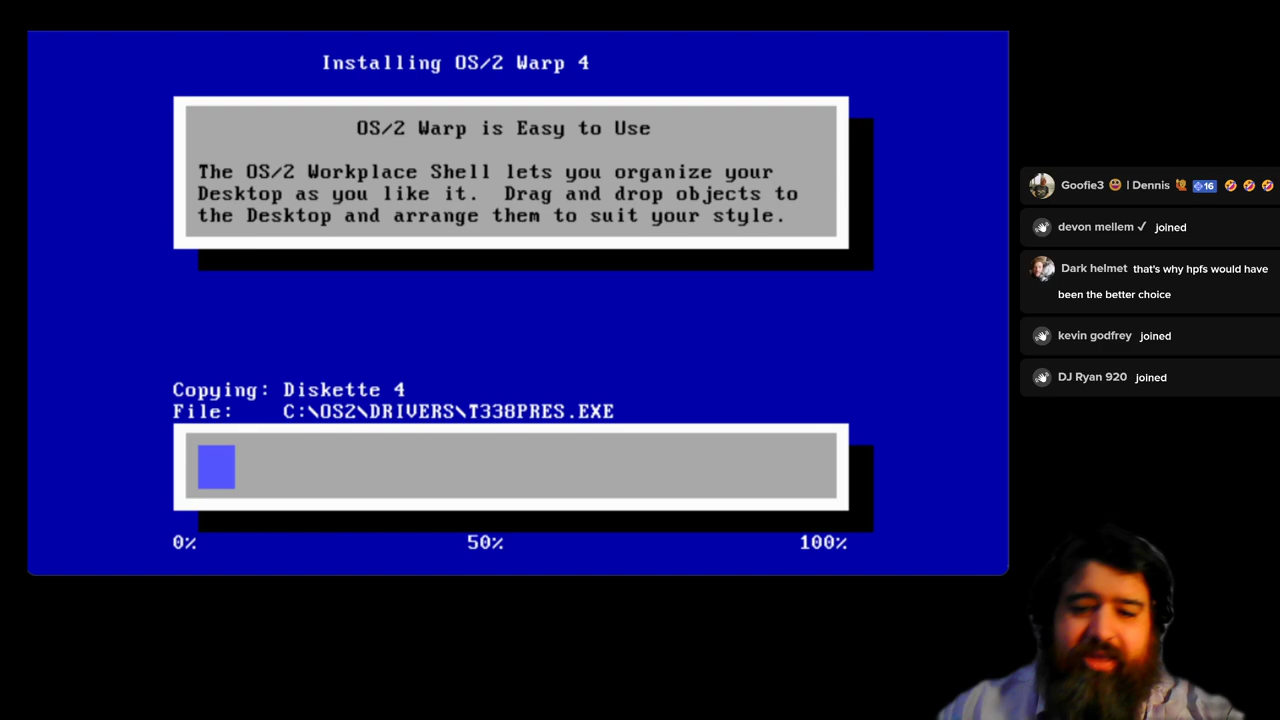 Installing OS/2 Warp 4
OS/2 Warp is Easy to Use
The OS/2 Workplace Shell lets you organize your
Desktop as you like it.  Drag and drop objects to
the Desktop and arrange them to suit your style.
Copying: Diskette 4
File:    C:\OS2\DRIVERS\T338PRES.EXE
0% 50% 100%
Goofie3 😃 | Dennis 16 🤣 🤣 🤣
devon mellem ✓ joined
Dark helmet that's why hpfs would have
been the better choice
kevin godfrey joined
DJ Ryan 920 joined